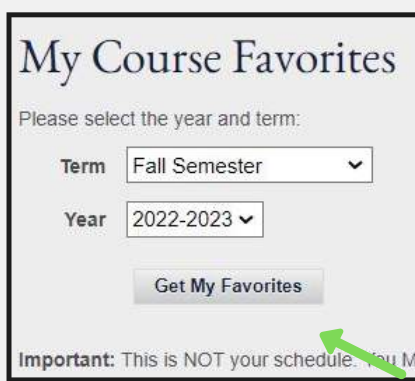 My Course Favorites
Please select the year and term:
Term Fall Semester
Year 2022-2023
Get My Favorites
Important: This is NOT your schedule. You M